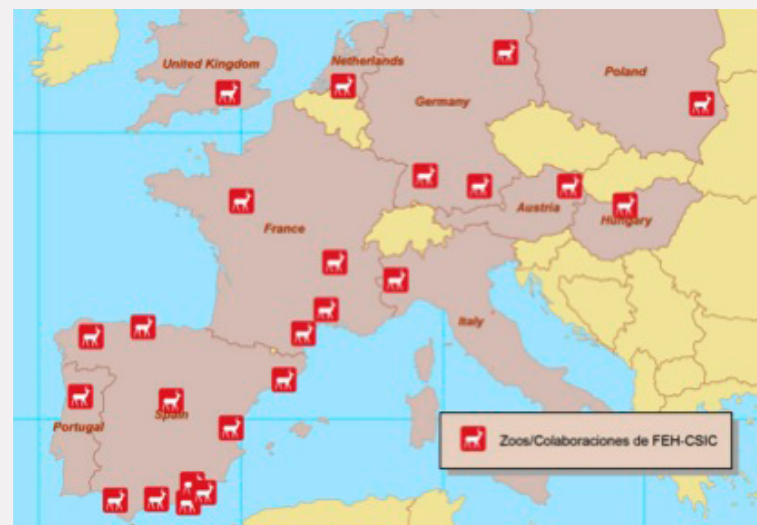 United Kingdom
Netherlands
Poland
Germany
Austria
Hungary
France
Italy
Spain
Portugal
Zoos/Colaboraciones de FEH-CSIC